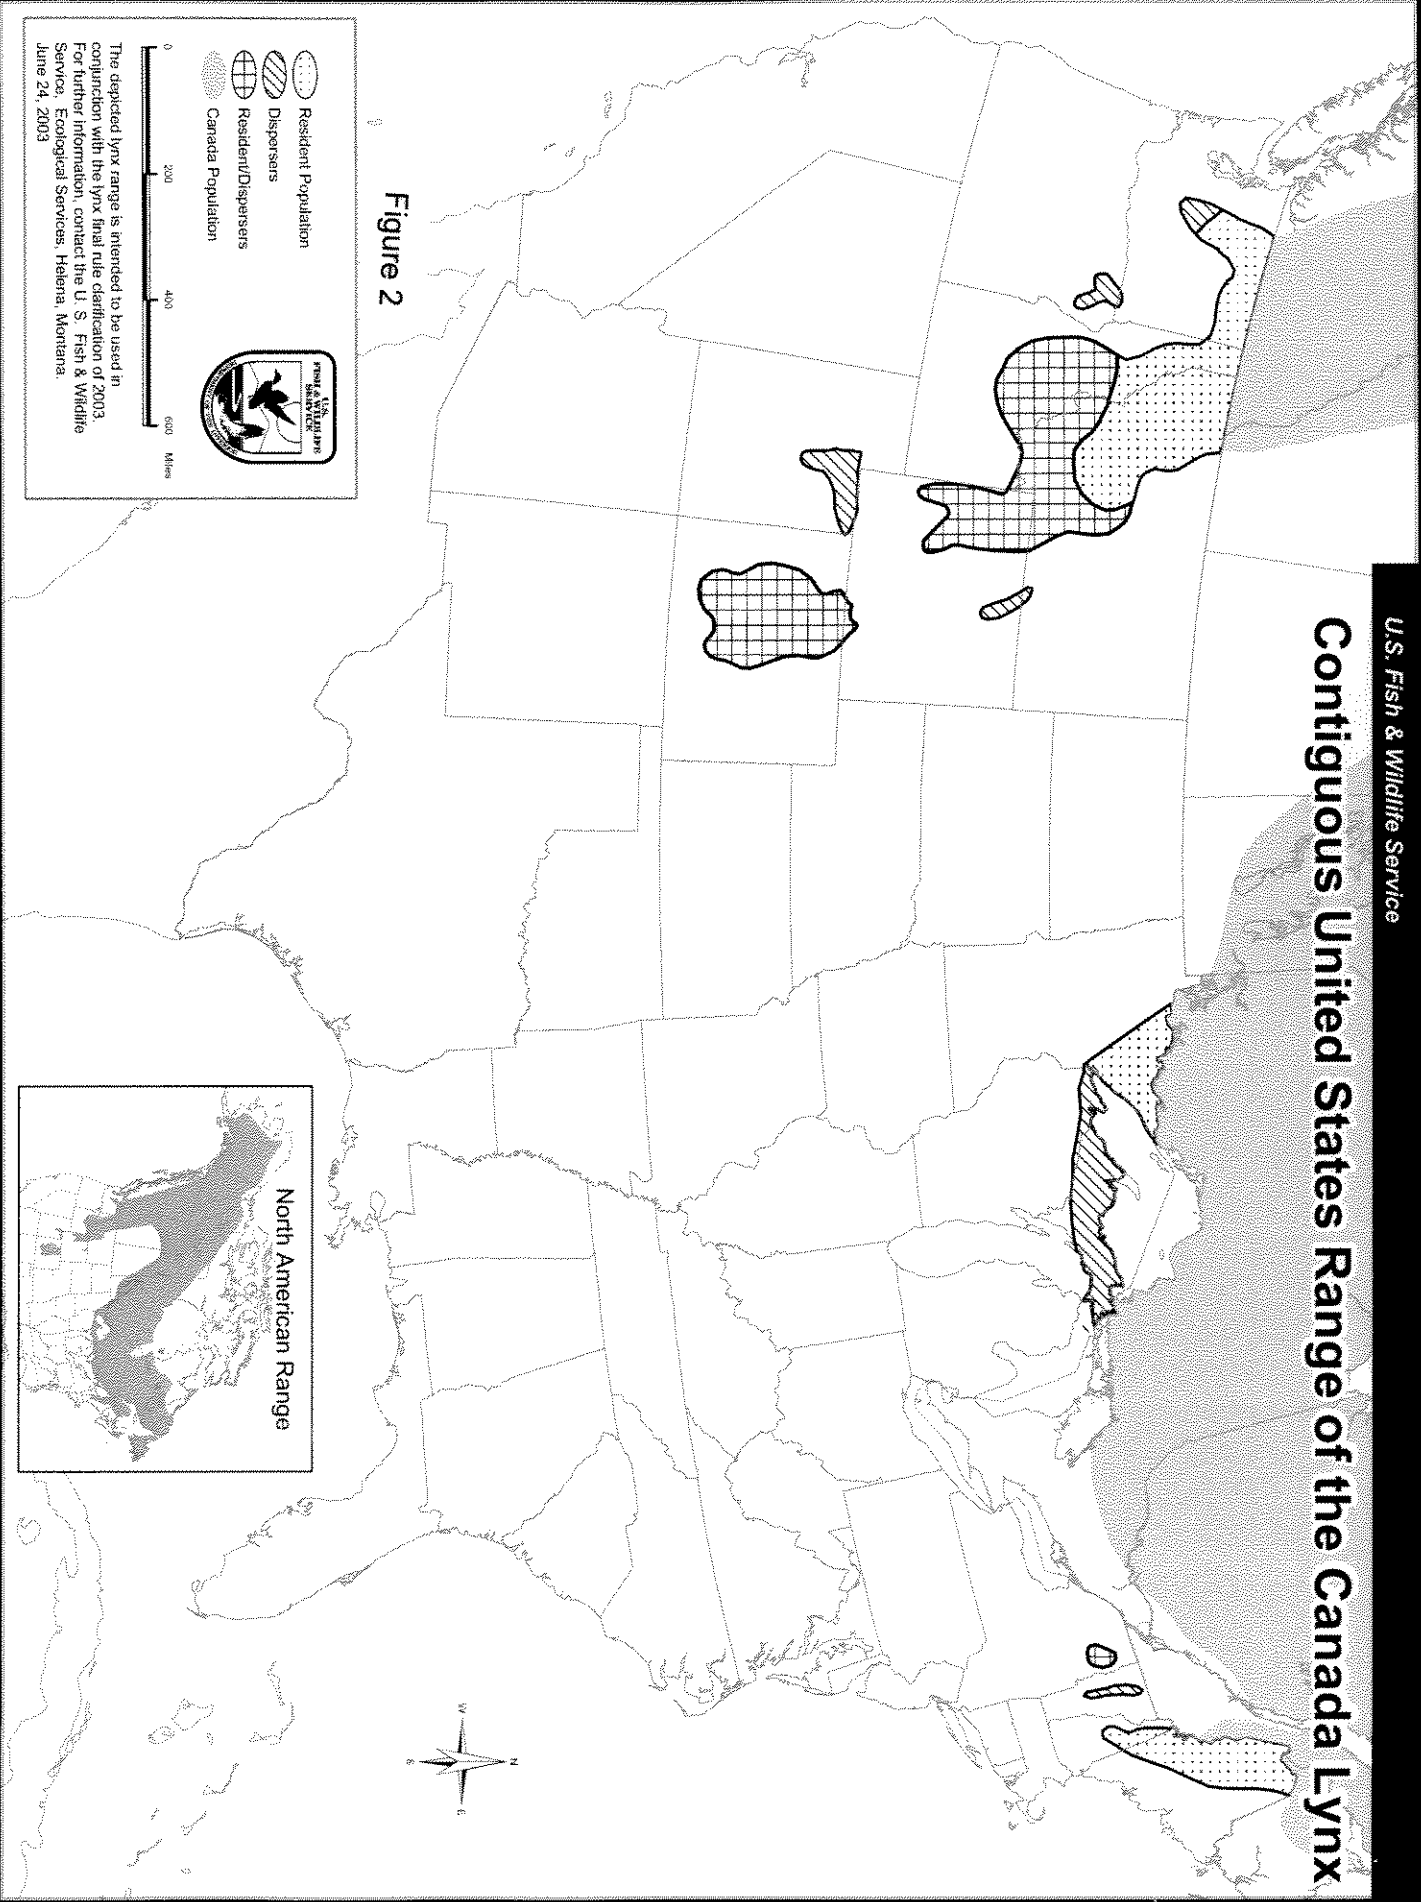 U.S. Fish & Wildlife Service
Contiguous United States Range of the Canada Lynx
Figure 2
Resident Population
Dispersers
Resident/Dispersers
Canada Population
U.S.
FISH & WILDLIFE
SERVICE
0 200 400 600 Miles
The depicted lynx range is intended to be used in
conjunction with the lynx final rule clarification of 2003.
For further information, contact the U. S. Fish & Wildlife
Service, Ecological Services, Helena, Montana.
June 24, 2003
North American Range
N
W
E
S